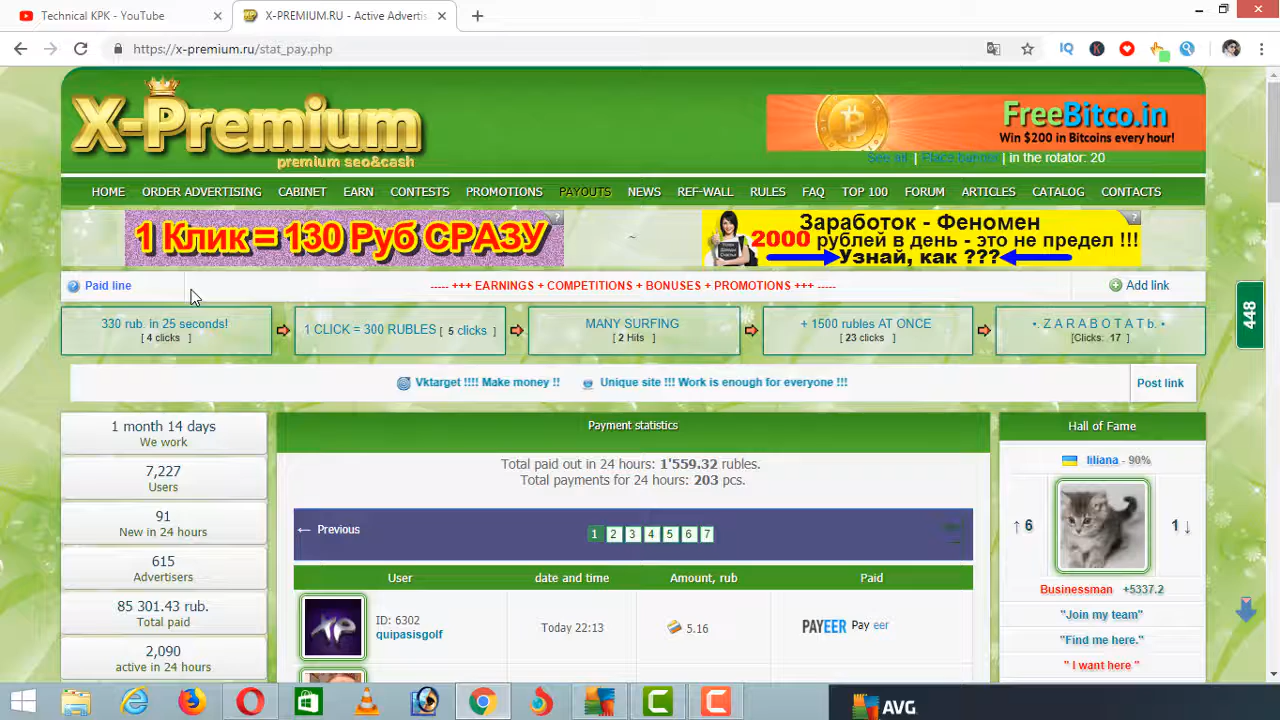 Technical KPK - YouTube
X-PREMIUM.RU - Active Advertis
https://x-premium.ru/stat_pay.php
X-Premium
premium seo&cash
FreeBitco.in
Win $200 in Bitcoins every hour!
See all | Place banner | in the rotator: 20
HOME ORDER ADVERTISING CABINET EARN CONTESTS PROMOTIONS PAYOUTS NEWS REF-WALL RULES FAQ TOP 100 FORUM ARTICLES CATALOG CONTACTS
1 Клик = 130 Руб СРАЗУ
~
Заработок - Феномен
2000 рублей в день - это не предел !!!
Узнай, как ???
Paid line
----- +++ EARNINGS + COMPETITIONS + BONUSES + PROMOTIONS +++ -----
Add link
448
330 rub. in 25 seconds!
[ 4 clicks ]
1 CLICK = 300 RUBLES [ 5 clicks ]
MANY SURFING
[ 2 Hits ]
+ 1500 rubles AT ONCE
[ 23 clicks ]
•. Z A R A B O T A T b. •
[Clicks: 17 ]
Vktarget !!!! Make money !!
Unique site !!! Work is enough for everyone !!!
Post link
1 month 14 days
We work
7,227
Users
91
New in 24 hours
615
Advertisers
85 301.43 rub.
Total paid
2,090
active in 24 hours
Payment statistics
Total paid out in 24 hours: 1'559.32 rubles.
Total payments for 24 hours: 203 pcs.
← Previous
1 2 3 4 5 6 7
User date and time Amount, rub Paid
ID: 6302
quipasisgolf
Today 22:13
5.16
PAYEER Pay eer
Hall of Fame
liliana - 90%
↑ 6
1 ↓
Businessman +5337.2
"Join my team"
"Find me here."
" I want here "
AVG